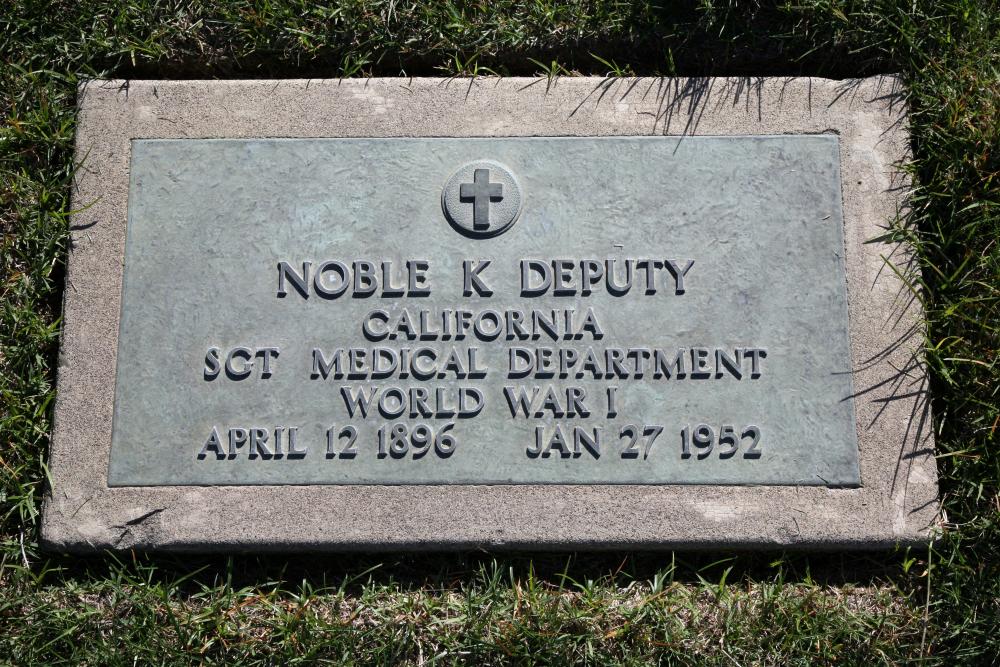 NOBLE K DEPUTY
CALIFORNIA
SGT MEDICAL DEPARTMENT
WORLD WAR I
APRIL 12 1896 JAN 27 1952